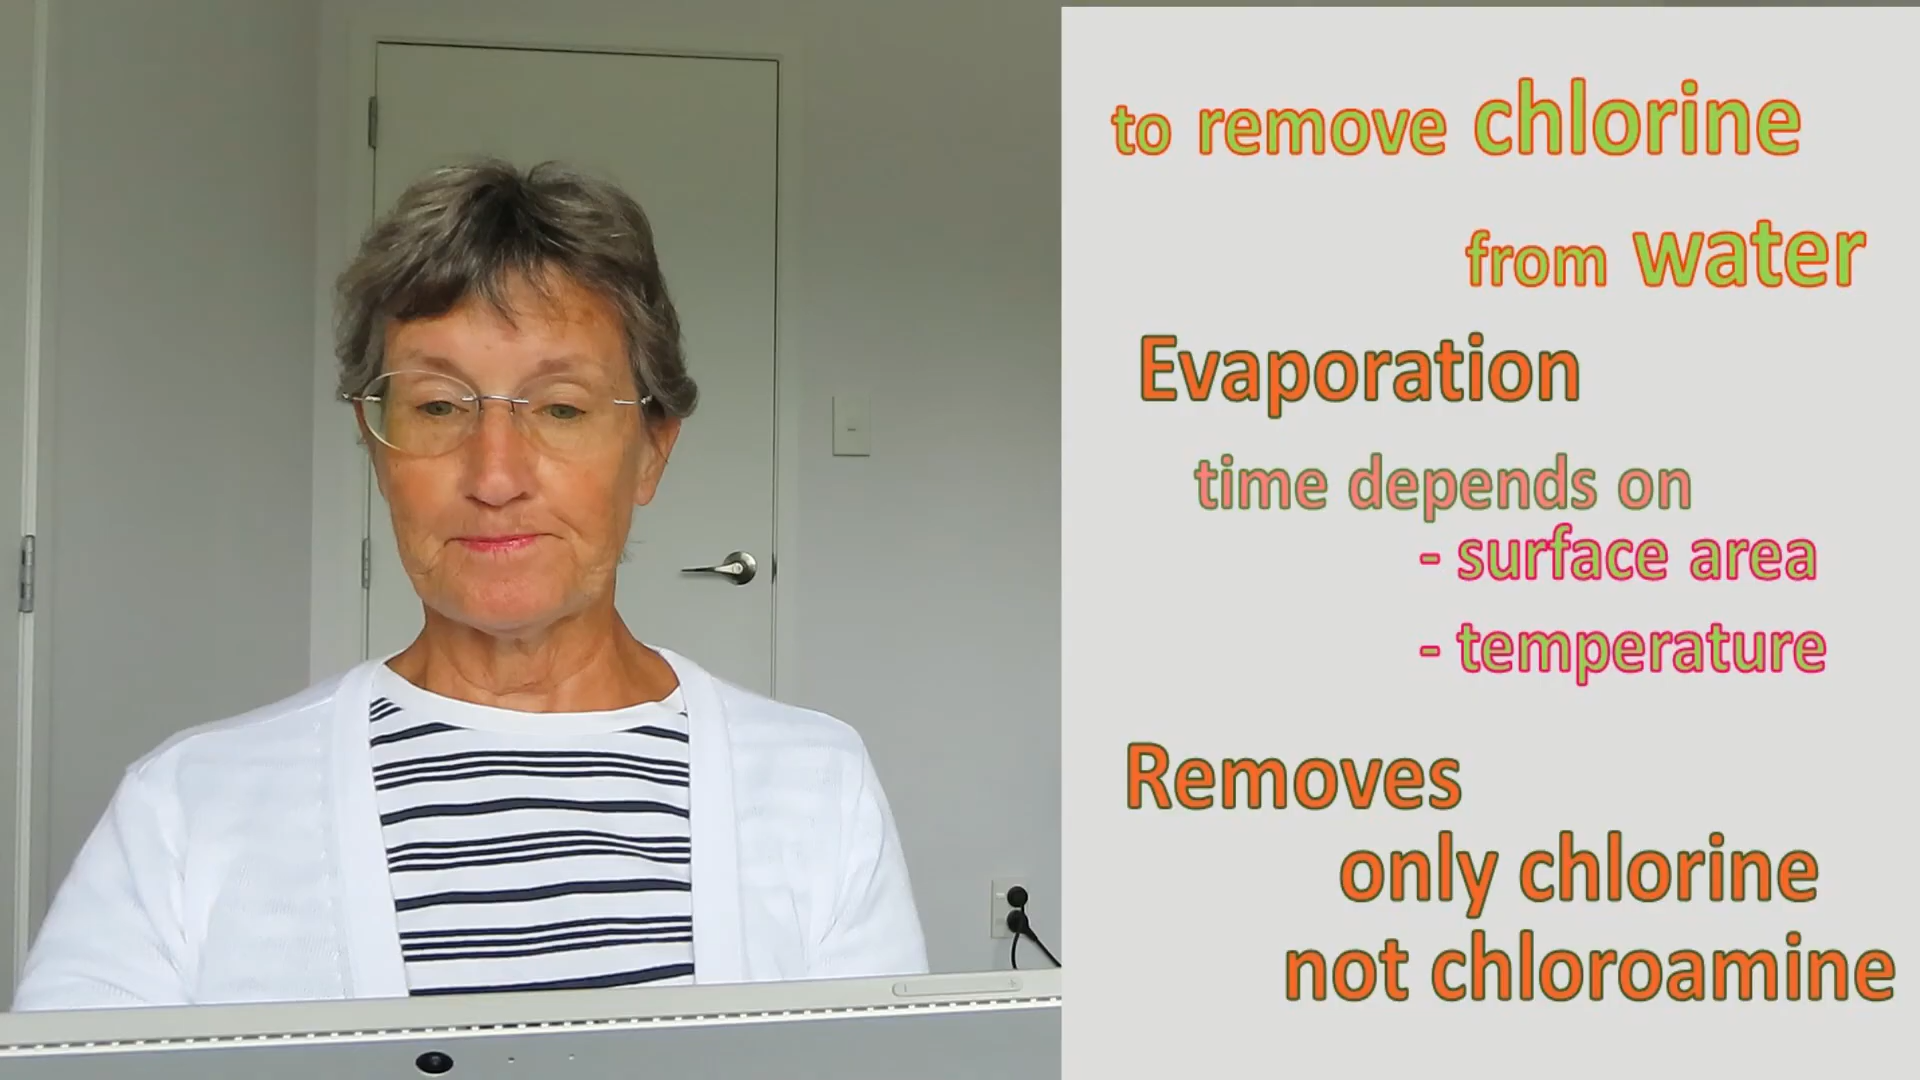 to remove chlorine
from water
Evaporation
time depends on
- surface area
- temperature
Removes
only chlorine
not chloroamine